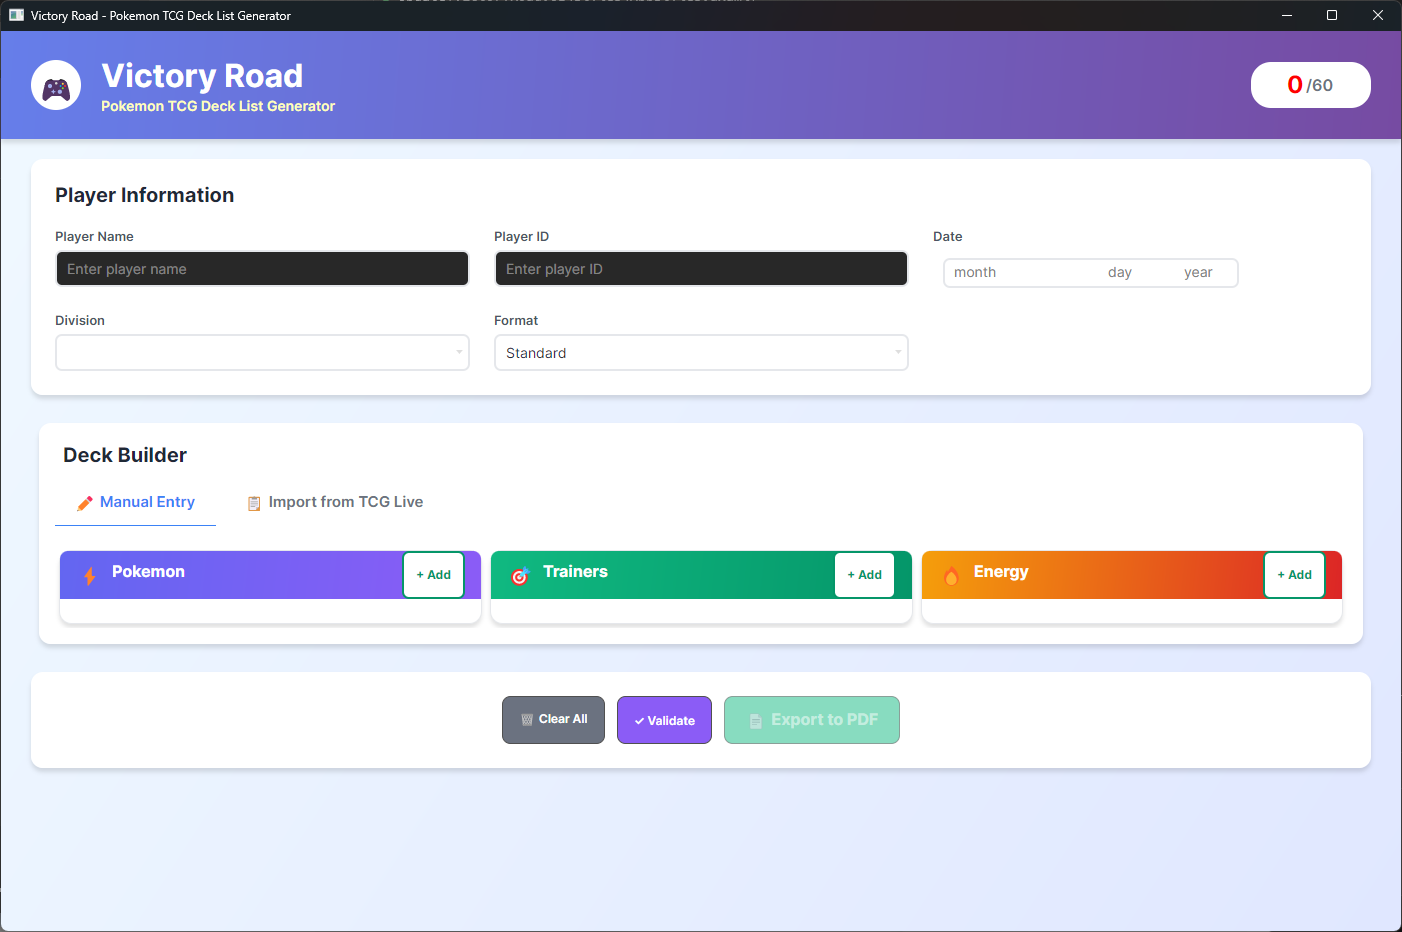 Victory Road - Pokemon TCG Deck List Generator
Victory Road
Pokemon TCG Deck List Generator
0/60
Player Information
Player Name
Player ID
Date
Enter player name
Enter player ID
month day year
Division
Format
Standard
Deck Builder
Manual Entry
Import from TCG Live
Pokemon
+ Add
Trainers
+ Add
Energy
+ Add
Clear All
✓ Validate
Export to PDF